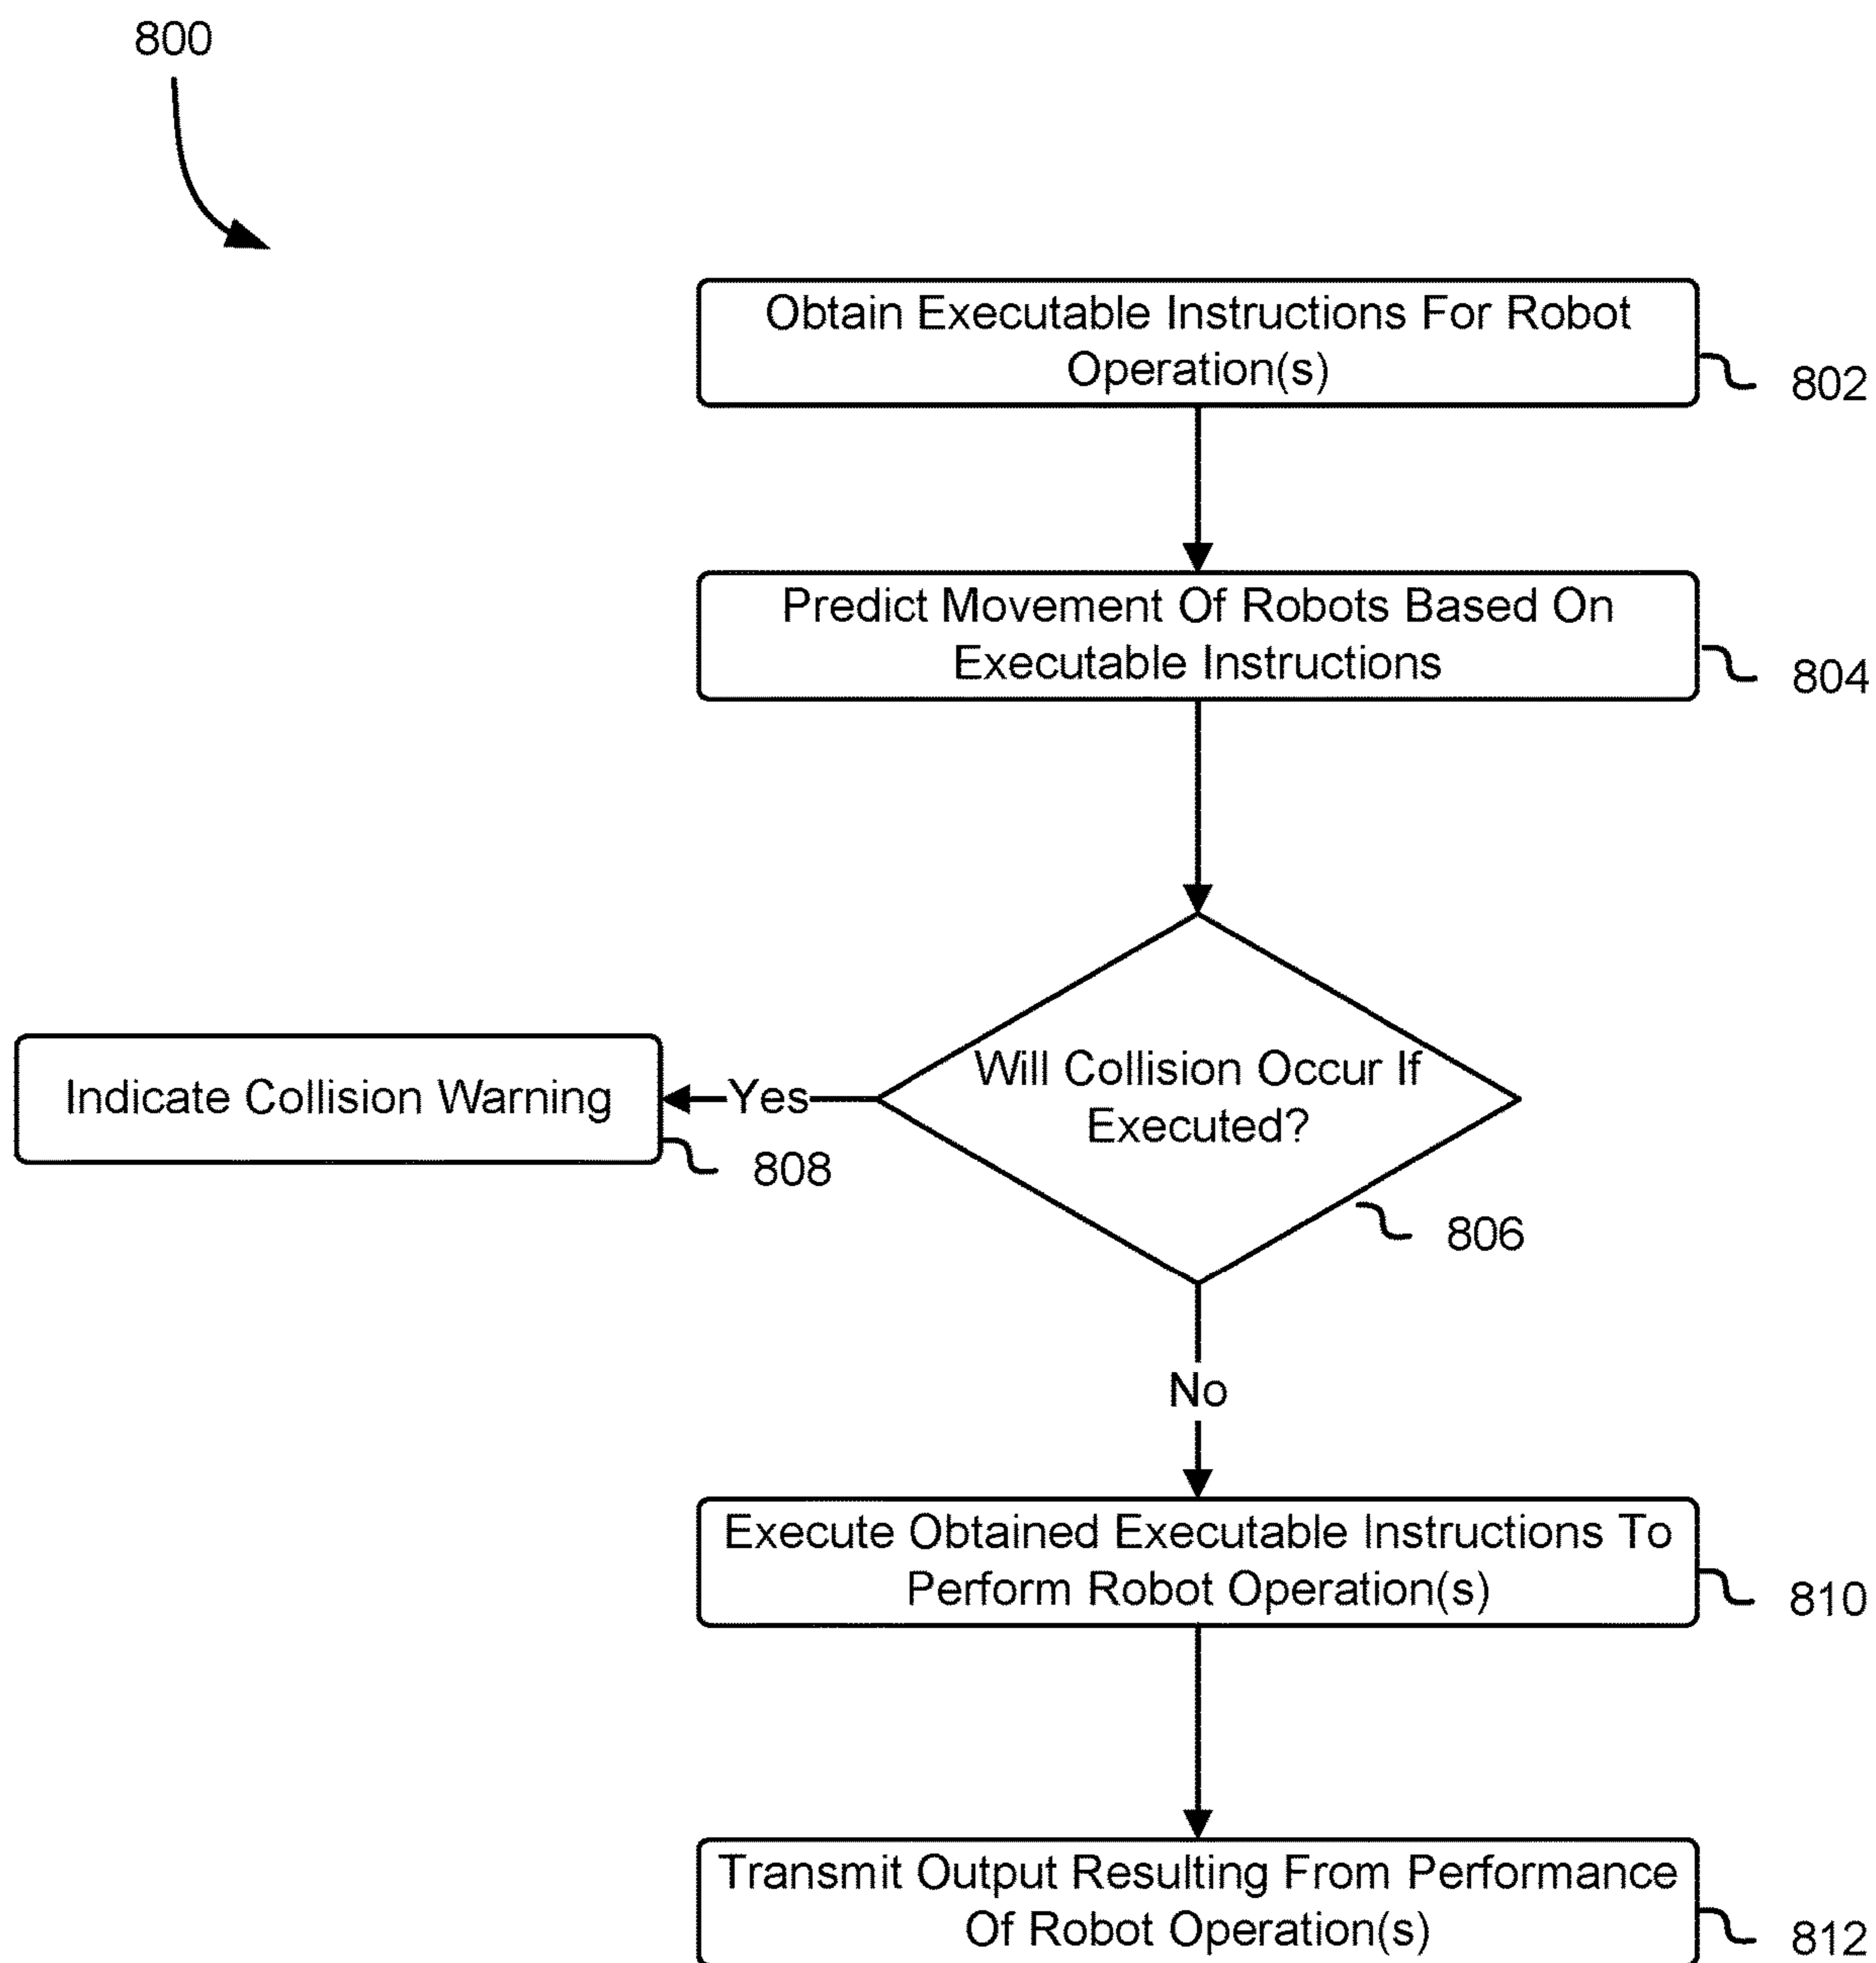 800
Obtain Executable Instructions For Robot
Operation(s)
802
Predict Movement Of Robots Based On
Executable Instructions
804
Will Collision Occur If
Executed?
806
Yes
Indicate Collision Warning
808
No
Execute Obtained Executable Instructions To
Perform Robot Operation(s)
810
Transmit Output Resulting From Performance
Of Robot Operation(s)
812